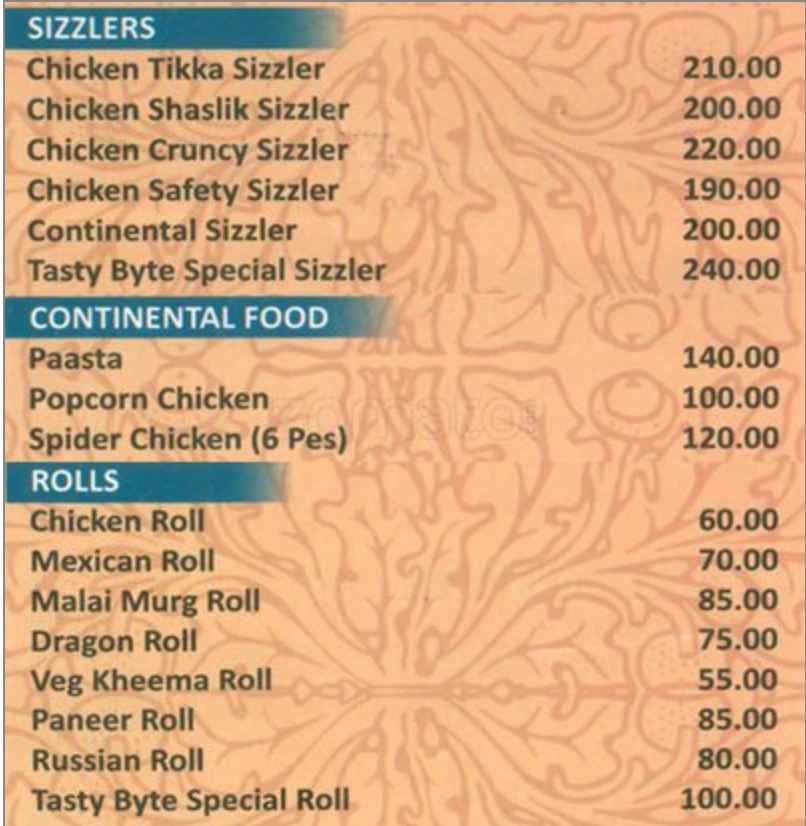 SIZZLERS
Chicken Tikka Sizzler 210.00
Chicken Shaslik Sizzler 200.00
Chicken Cruncy Sizzler 220.00
Chicken Safety Sizzler 190.00
Continental Sizzler 200.00
Tasty Byte Special Sizzler 240.00
CONTINENTAL FOOD
Paasta 140.00
Popcorn Chicken 100.00
Spider Chicken (6 Pes) 120.00
ROLLS
Chicken Roll 60.00
Mexican Roll 70.00
Malai Murg Roll 85.00
Dragon Roll 75.00
Veg Kheema Roll 55.00
Paneer Roll 85.00
Russian Roll 80.00
Tasty Byte Special Roll 100.00